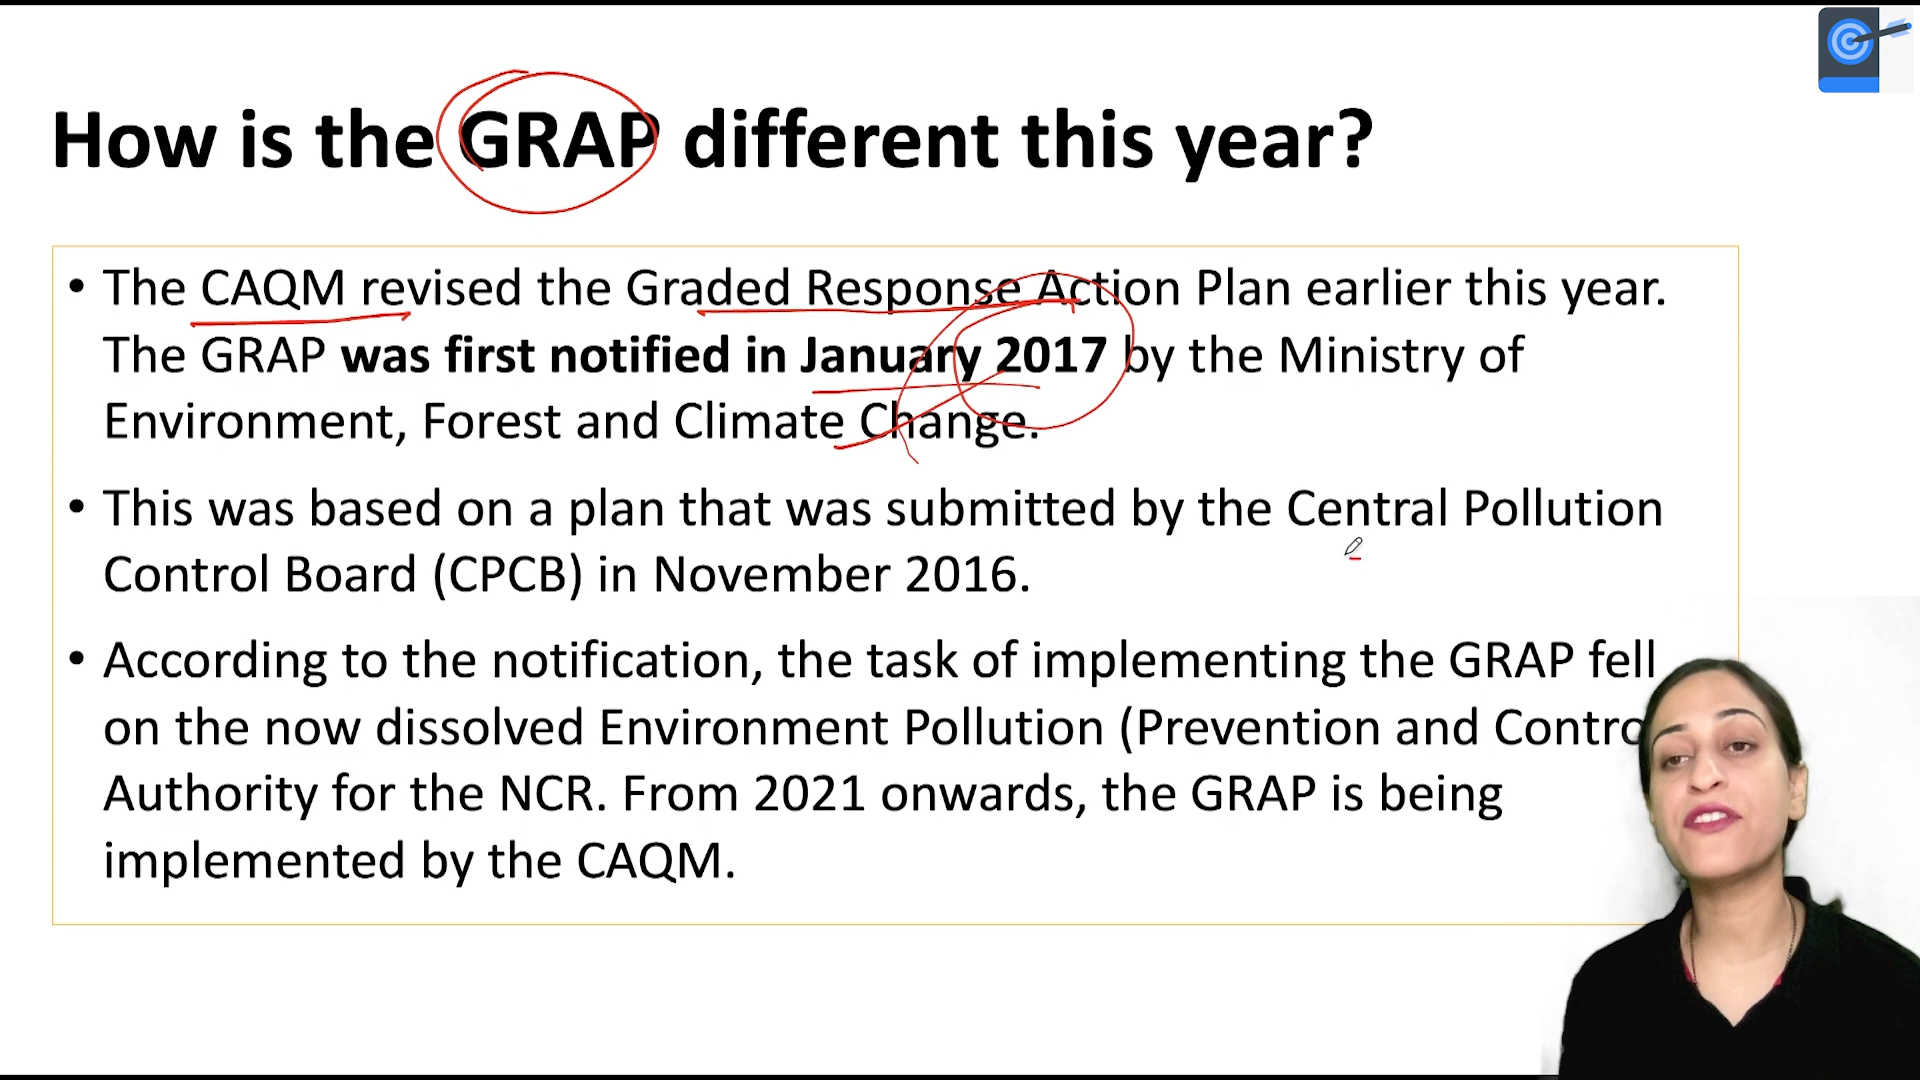 How is the GRAP different this year?
• The CAQM revised the Graded Response Action Plan earlier this year.
The GRAP was first notified in January 2017 by the Ministry of
Environment, Forest and Climate Change.
• This was based on a plan that was submitted by the Central Pollution
Control Board (CPCB) in November 2016.
• According to the notification, the task of implementing the GRAP fell
on the now dissolved Environment Pollution (Prevention and Contro
Authority for the NCR. From 2021 onwards, the GRAP is being
implemented by the CAQM.